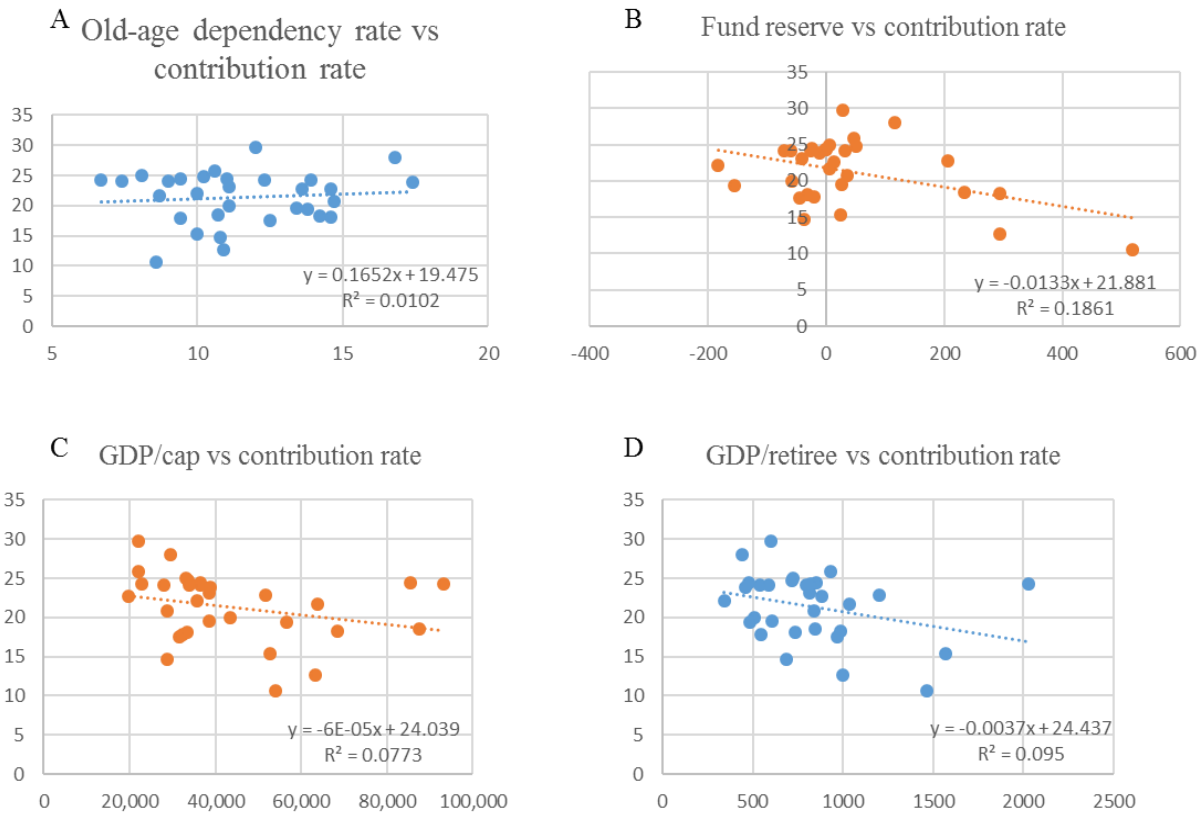 A
Old-age dependency rate vs
contribution rate
35
30
25
20
15
10
5
0
5 10 15 20
y = 0.1652x + 19.475
R² = 0.0102
B
Fund reserve vs contribution rate
35
30
25
20
15
10
5
0
-400 -200 0 200 400 600
y = -0.0133x + 21.881
R² = 0.1861
C
GDP/cap vs contribution rate
35
30
25
20
15
10
5
0
0 20,000 40,000 60,000 80,000 100,000
y = -6E-05x + 24.039
R² = 0.0773
D
GDP/retiree vs contribution rate
35
30
25
20
15
10
5
0
0 500 1000 1500 2000 2500
y = -0.0037x + 24.437
R² = 0.095